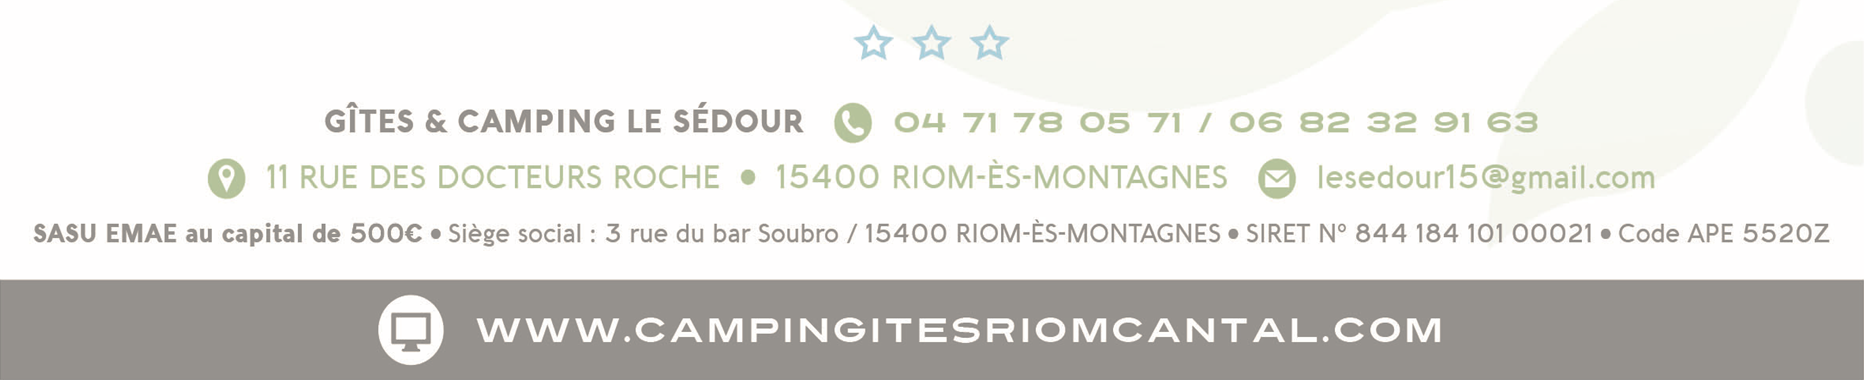 GÎTES & CAMPING LE SÉDOUR 04 71 78 05 71 / 06 82 32 91 63
11 RUE DES DOCTEURS ROCHE • 15400 RIOM-ÈS-MONTAGNES lesedour15@gmail.com
SASU EMAE au capital de 500€ • Siège social : 3 rue du bar Soubro / 15400 RIOM-ÈS-MONTAGNES • SIRET N° 844 184 101 00021 • Code APE 5520Z
WWW.CAMPINGITESRIOMCANTAL.COM